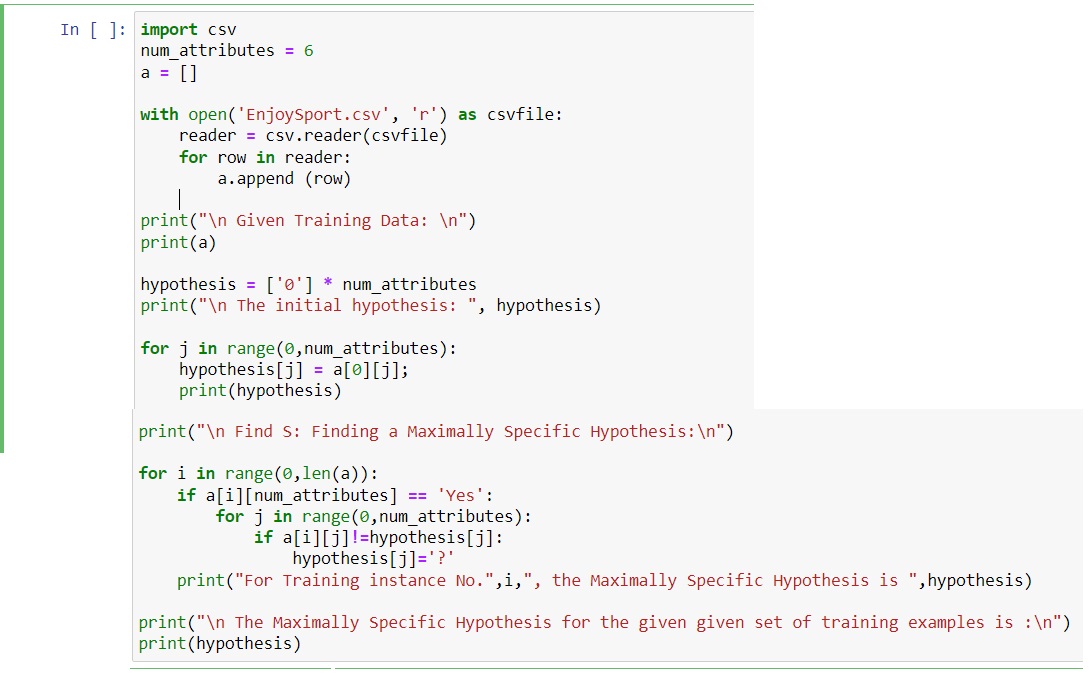 In [ ]: import csv
num_attributes = 6
a = []
with open('EnjoySport.csv', 'r') as csvfile:
    reader = csv.reader(csvfile)
    for row in reader:
        a.append (row)
print("\n Given Training Data: \n")
print(a)
hypothesis = ['0'] * num_attributes
print("\n The initial hypothesis: ", hypothesis)
for j in range(0,num_attributes):
    hypothesis[j] = a[0][j];
    print(hypothesis)
print("\n Find S: Finding a Maximally Specific Hypothesis:\n")
for i in range(0,len(a)):
    if a[i][num_attributes] == 'Yes':
        for j in range(0,num_attributes):
            if a[i][j]!=hypothesis[j]:
                hypothesis[j]='?'
    print("For Training instance No.",i,", the Maximally Specific Hypothesis is ",hypothesis)
print("\n The Maximally Specific Hypothesis for the given given set of training examples is :\n")
print(hypothesis)